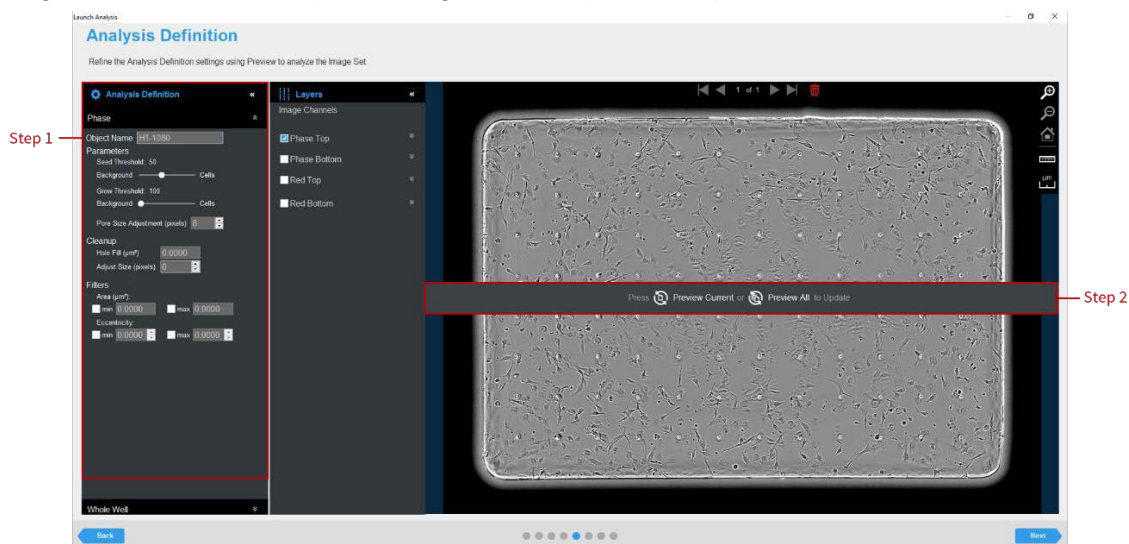 Launch Analysis
Analysis Definition
Refine the Analysis Definition settings using Preview to analyze the Image Set.
Analysis Definition
Phase
Step 1
Object Name HT-1080
Parameters
Seed Threshold: 50
Background Cells
Grow Threshold: 100
Background Cells
Pore Size Adjustment (pixels) 6
Cleanup
Hole Fill (µm²) 0.0000
Adjust Size (pixels) 0
Filters
Area (µm²):
min 0.0000 max 0.0000
Eccentricity:
min 0.0000 max 0.0000
Whole Well
Layers
Image Channels
Phase Top
Phase Bottom
Red Top
Red Bottom
1 of 1
µm
Press Preview Current or Preview All to Update
Step 2
Back
Next